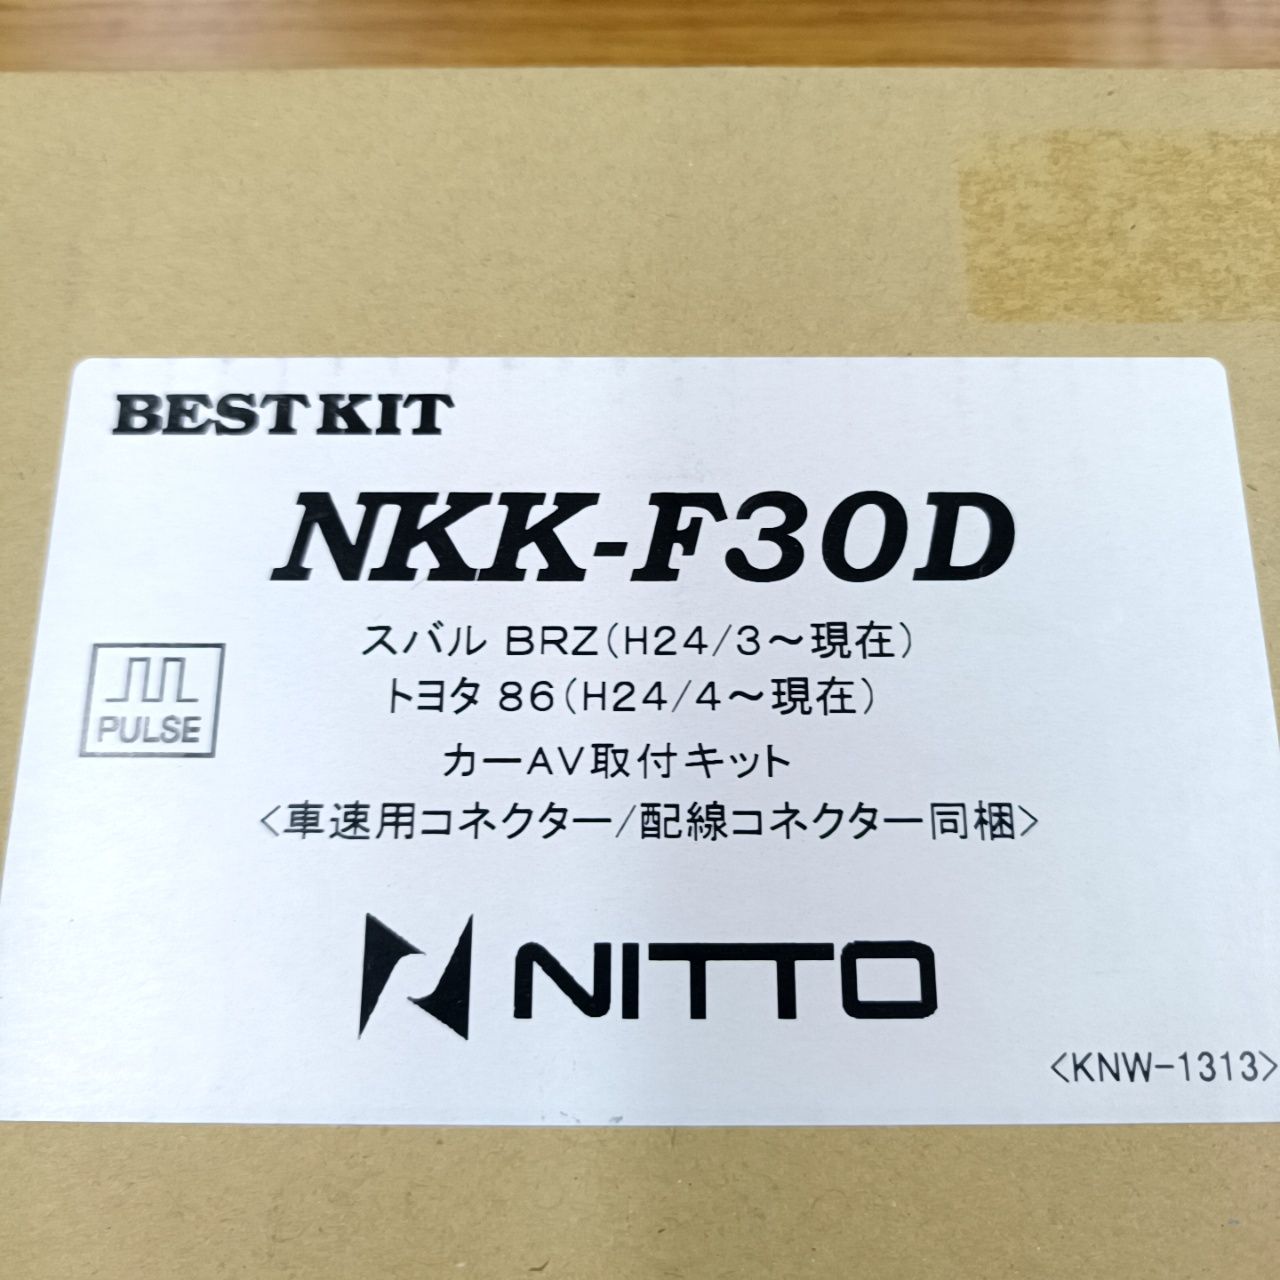 BEST KIT
NKK-F30D
スバル BRZ(H24/3～現在)
トヨタ 86(H24/4～現在)
PULSE
カーAV取付キット
<車速用コネクター/配線コネクター同梱>
NITTO
<KNW-1313>